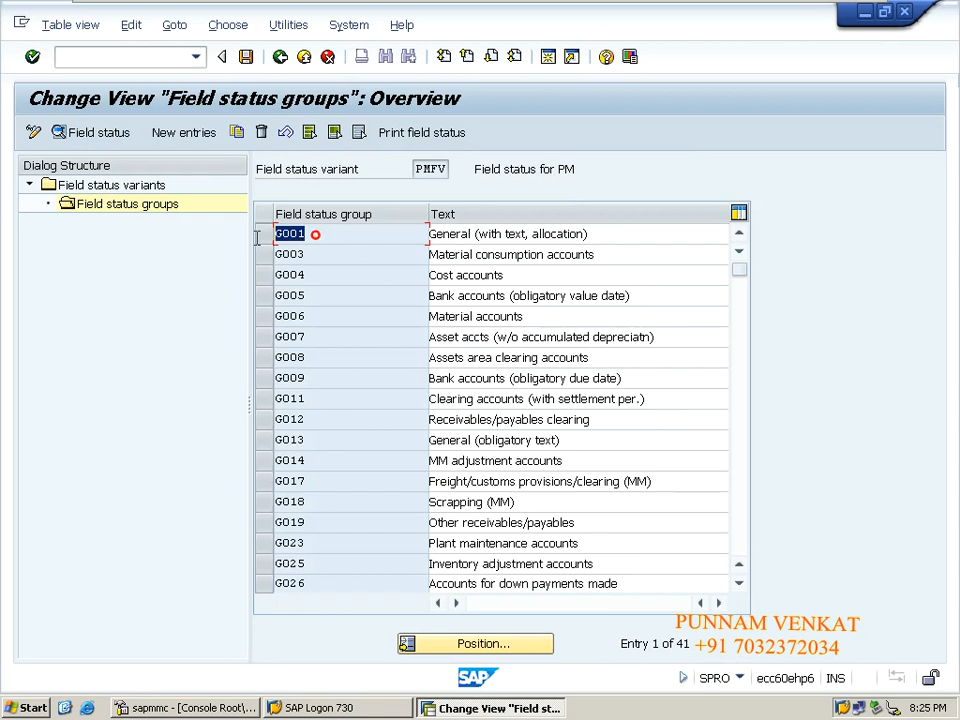 Table view Edit Goto Choose Utilities System Help
Change View "Field status groups": Overview
Field status New entries Print field status
Dialog Structure
Field status variants
Field status groups
Field status variant PMFV Field status for PM
Field status group Text
G001 General (with text, allocation)
G003 Material consumption accounts
G004 Cost accounts
G005 Bank accounts (obligatory value date)
G006 Material accounts
G007 Asset accts (w/o accumulated depreciatn)
G008 Assets area clearing accounts
G009 Bank accounts (obligatory due date)
G011 Clearing accounts (with settlement per.)
G012 Receivables/payables clearing
G013 General (obligatory text)
G014 MM adjustment accounts
G017 Freight/customs provisions/clearing (MM)
G018 Scrapping (MM)
G019 Other receivables/payables
G023 Plant maintenance accounts
G025 Inventory adjustment accounts
G026 Accounts for down payments made
Position... Entry 1 of 41
PUNNAM VENKAT
+91 7032372034
SAP SPRO ecc60ehp6 INS
Start sapmmc - [Console Root\... SAP Logon 730 Change View "Field st... 8:25 PM